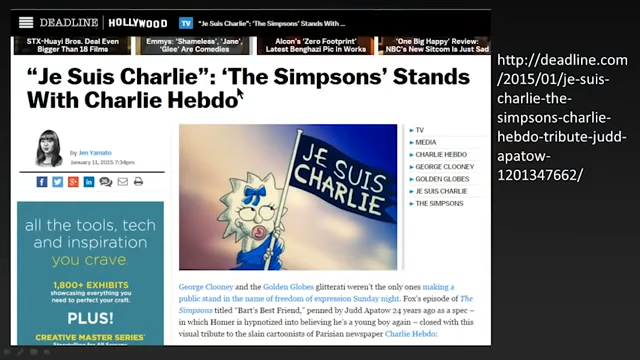 DEADLINE | HOLLYWOOD TV "Je Suis Charlie": 'The Simpsons' Stands With ...
STX-Huayi Bros. Deal Even
Bigger Than 18 Films
Emmys: 'Shameless', 'Jane',
'Glee' Are Comedies
Alcon's 'Zero Footprint'
Latest Benghazi Pic In Works
'One Big Happy' Review:
NBC's New Sitcom Is Just Sad
“Je Suis Charlie”: ‘The Simpsons’ Stands
With Charlie Hebdo’
by Jen Yamato
January 11, 2015 7:34pm
all the tools, tech
and inspiration
you crave.
1,800+ EXHIBITS
showcasing everything you
need to perfect your craft.
PLUS!
CREATIVE MASTER SERIES
JE SUIS
CHARLIE
TV
MEDIA
CHARLIE HEBDO
GEORGE CLOONEY
GOLDEN GLOBES
JE SUIS CHARLIE
THE SIMPSONS
George Clooney and the Golden Globes glitterati weren't the only ones making a
public stand in the name of freedom of expression Sunday night. Fox's episode of The
Simpsons titled "Bart's Best Friend," penned by Judd Apatow 24 years ago as a spec –
in which Homer is hypnotized into believing he's a young boy again – closed with this
visual tribute to the slain cartoonists of Parisian newspaper Charlie Hebdo:
http://deadline.com
/2015/01/je-suis-
charlie-the-
simpsons-charlie-
hebdo-tribute-judd-
apatow-
1201347662/